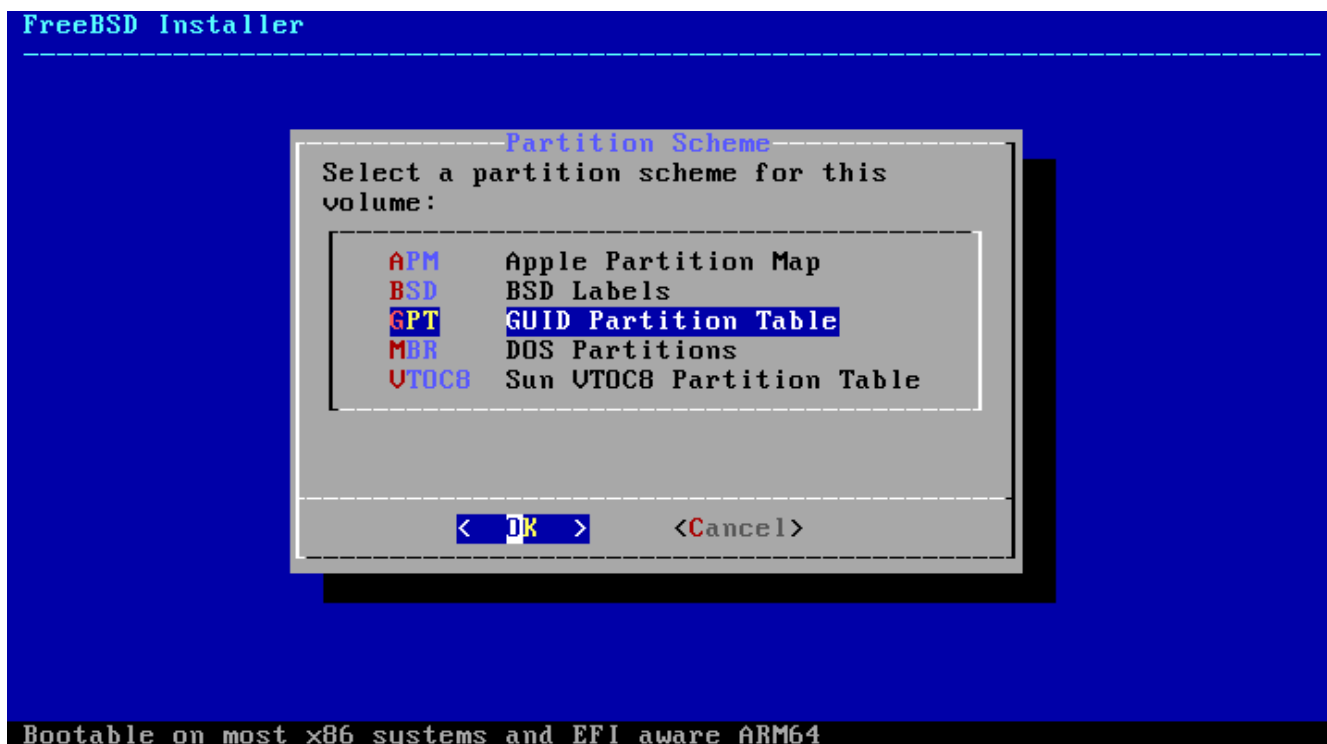 FreeBSD Installer
Partition Scheme
Select a partition scheme for this
volume:
APM Apple Partition Map
BSD BSD Labels
GPT GUID Partition Table
MBR DOS Partitions
VTOC8 Sun VTOC8 Partition Table
< OK > <Cancel>
Bootable on most x86 systems and EFI aware ARM64